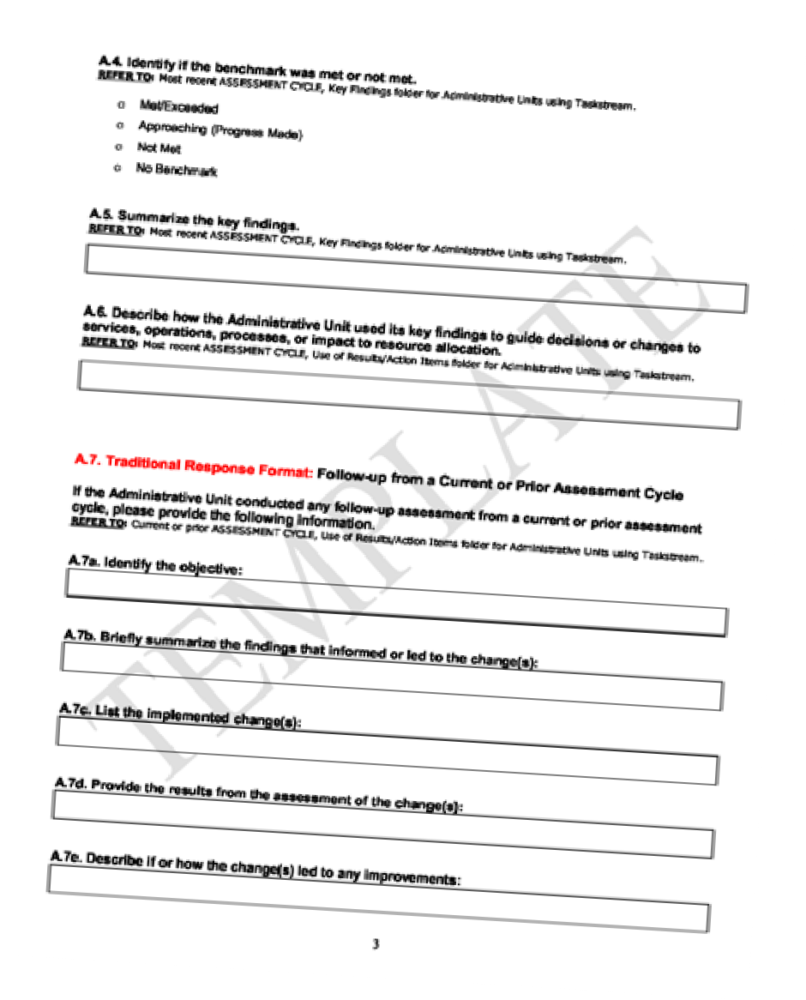 A.4. Identify if the benchmark was met or not met.
REFER TO: Most recent ASSESSMENT CYCLE, Key Findings folder for Administrative Units using Taskstream.
o Met/Exceeded
o Approaching (Progress Made)
o Not Met
o No Benchmark
A.5. Summarize the key findings.
REFER TO: Most recent ASSESSMENT CYCLE, Key Findings folder for Administrative Units using Taskstream.
A.6. Describe how the Administrative Unit used its key findings to guide decisions or changes to
services, operations, processes, or impact to resource allocation.
REFER TO: Most recent ASSESSMENT CYCLE, Use of Results/Action Items folder for Administrative Units using Taskstream.
A.7. Traditional Response Format: Follow-up from a Current or Prior Assessment Cycle
If the Administrative Unit conducted any follow-up assessment from a current or prior assessment
cycle, please provide the following information.
REFER TO: Current or prior ASSESSMENT CYCLE, Use of Results/Action Items folder for Administrative Units using Taskstream.
A.7a. Identify the objective:
A.7b. Briefly summarize the findings that informed or led to the change(s):
A.7c. List the implemented change(s):
A.7d. Provide the results from the assessment of the change(s):
A.7e. Describe if or how the change(s) led to any improvements:
3
TEMPLATE